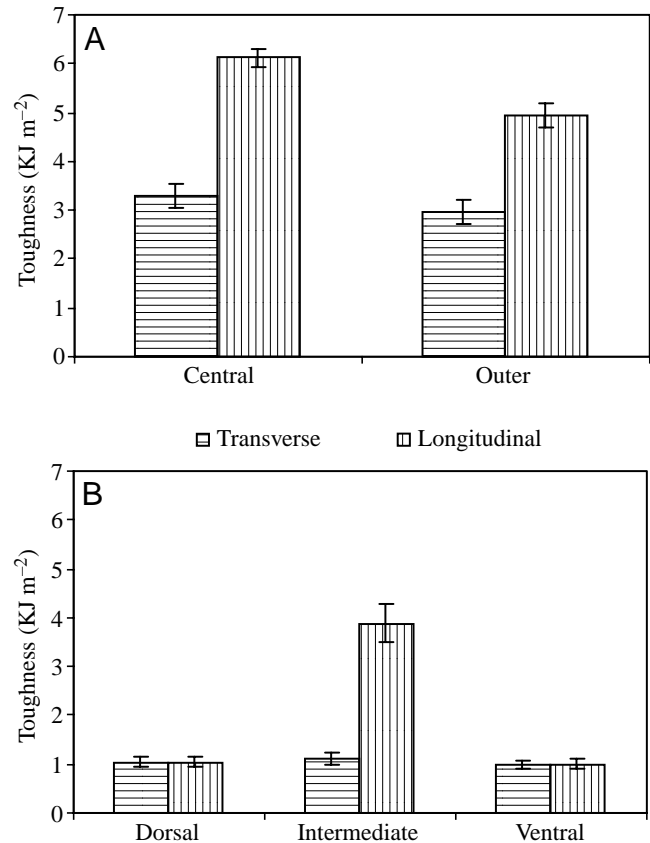 A
7
6
5
4
3
2
1
0
Toughness (KJ m−2)
Central Outer
Transverse Longitudinal
B
7
6
5
4
3
2
1
0
Toughness (KJ m−2)
Dorsal Intermediate Ventral